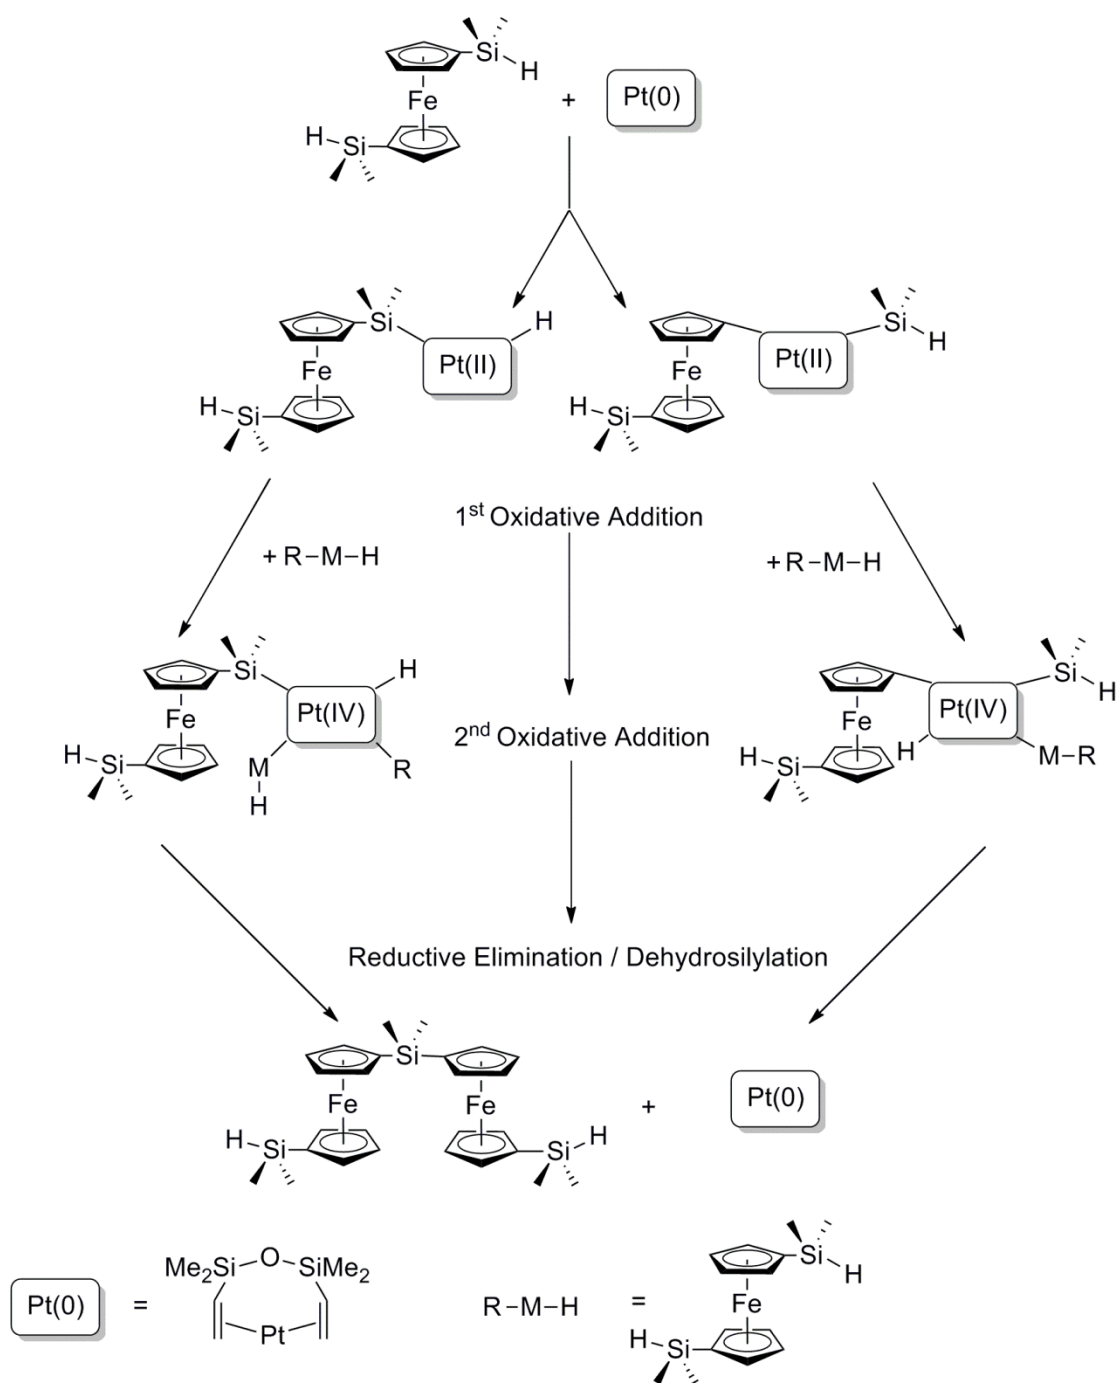 Si
H
Fe
+
Pt(0)
H
Si
Si
H
Si
H
Pt(II)
Pt(II)
Fe
Fe
H
Si
H
Si
1st Oxidative Addition
+ R-M-H
+ R-M-H
Si
H
Si
H
Pt(IV)
Pt(IV)
Fe
Fe
2nd Oxidative Addition
H
H
Si
M
R
H
Si
M-R
H
Reductive Elimination / Dehydrosilylation
Si
Fe
Fe
+
Pt(0)
H
Si
H
Si
Me2Si
O
SiMe2
Si
H
Pt(0)
=
R-M-H
=
Fe
Pt
H
Si